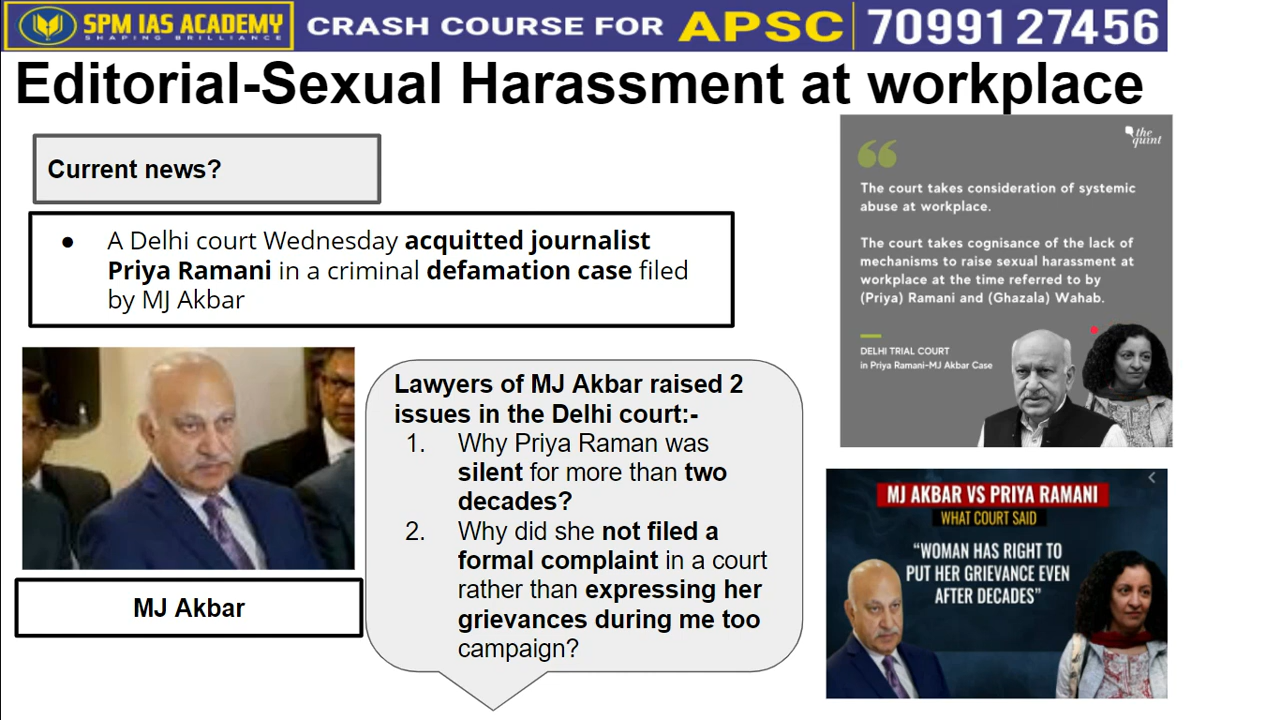 SPM IAS ACADEMY
SHAPING BRILLIANCE
CRASH COURSE FOR APSC 70991 27456
Editorial-Sexual Harassment at workplace
Current news?
● A Delhi court Wednesday acquitted journalist
Priya Ramani in a criminal defamation case filed
by MJ Akbar
MJ Akbar
Lawyers of MJ Akbar raised 2
issues in the Delhi court:-
1. Why Priya Raman was
silent for more than two
decades?
2. Why did she not filed a
formal complaint in a court
rather than expressing her
grievances during me too
campaign?
the
quint
The court takes consideration of systemic
abuse at workplace.
The court takes cognisance of the lack of
mechanisms to raise sexual harassment at
workplace at the time referred to by
(Priya) Ramani and (Ghazala) Wahab.
DELHI TRIAL COURT
in Priya Ramani-MJ Akbar Case
MJ AKBAR VS PRIYA RAMANI
WHAT COURT SAID
“WOMAN HAS RIGHT TO
PUT HER GRIEVANCE EVEN
AFTER DECADES”